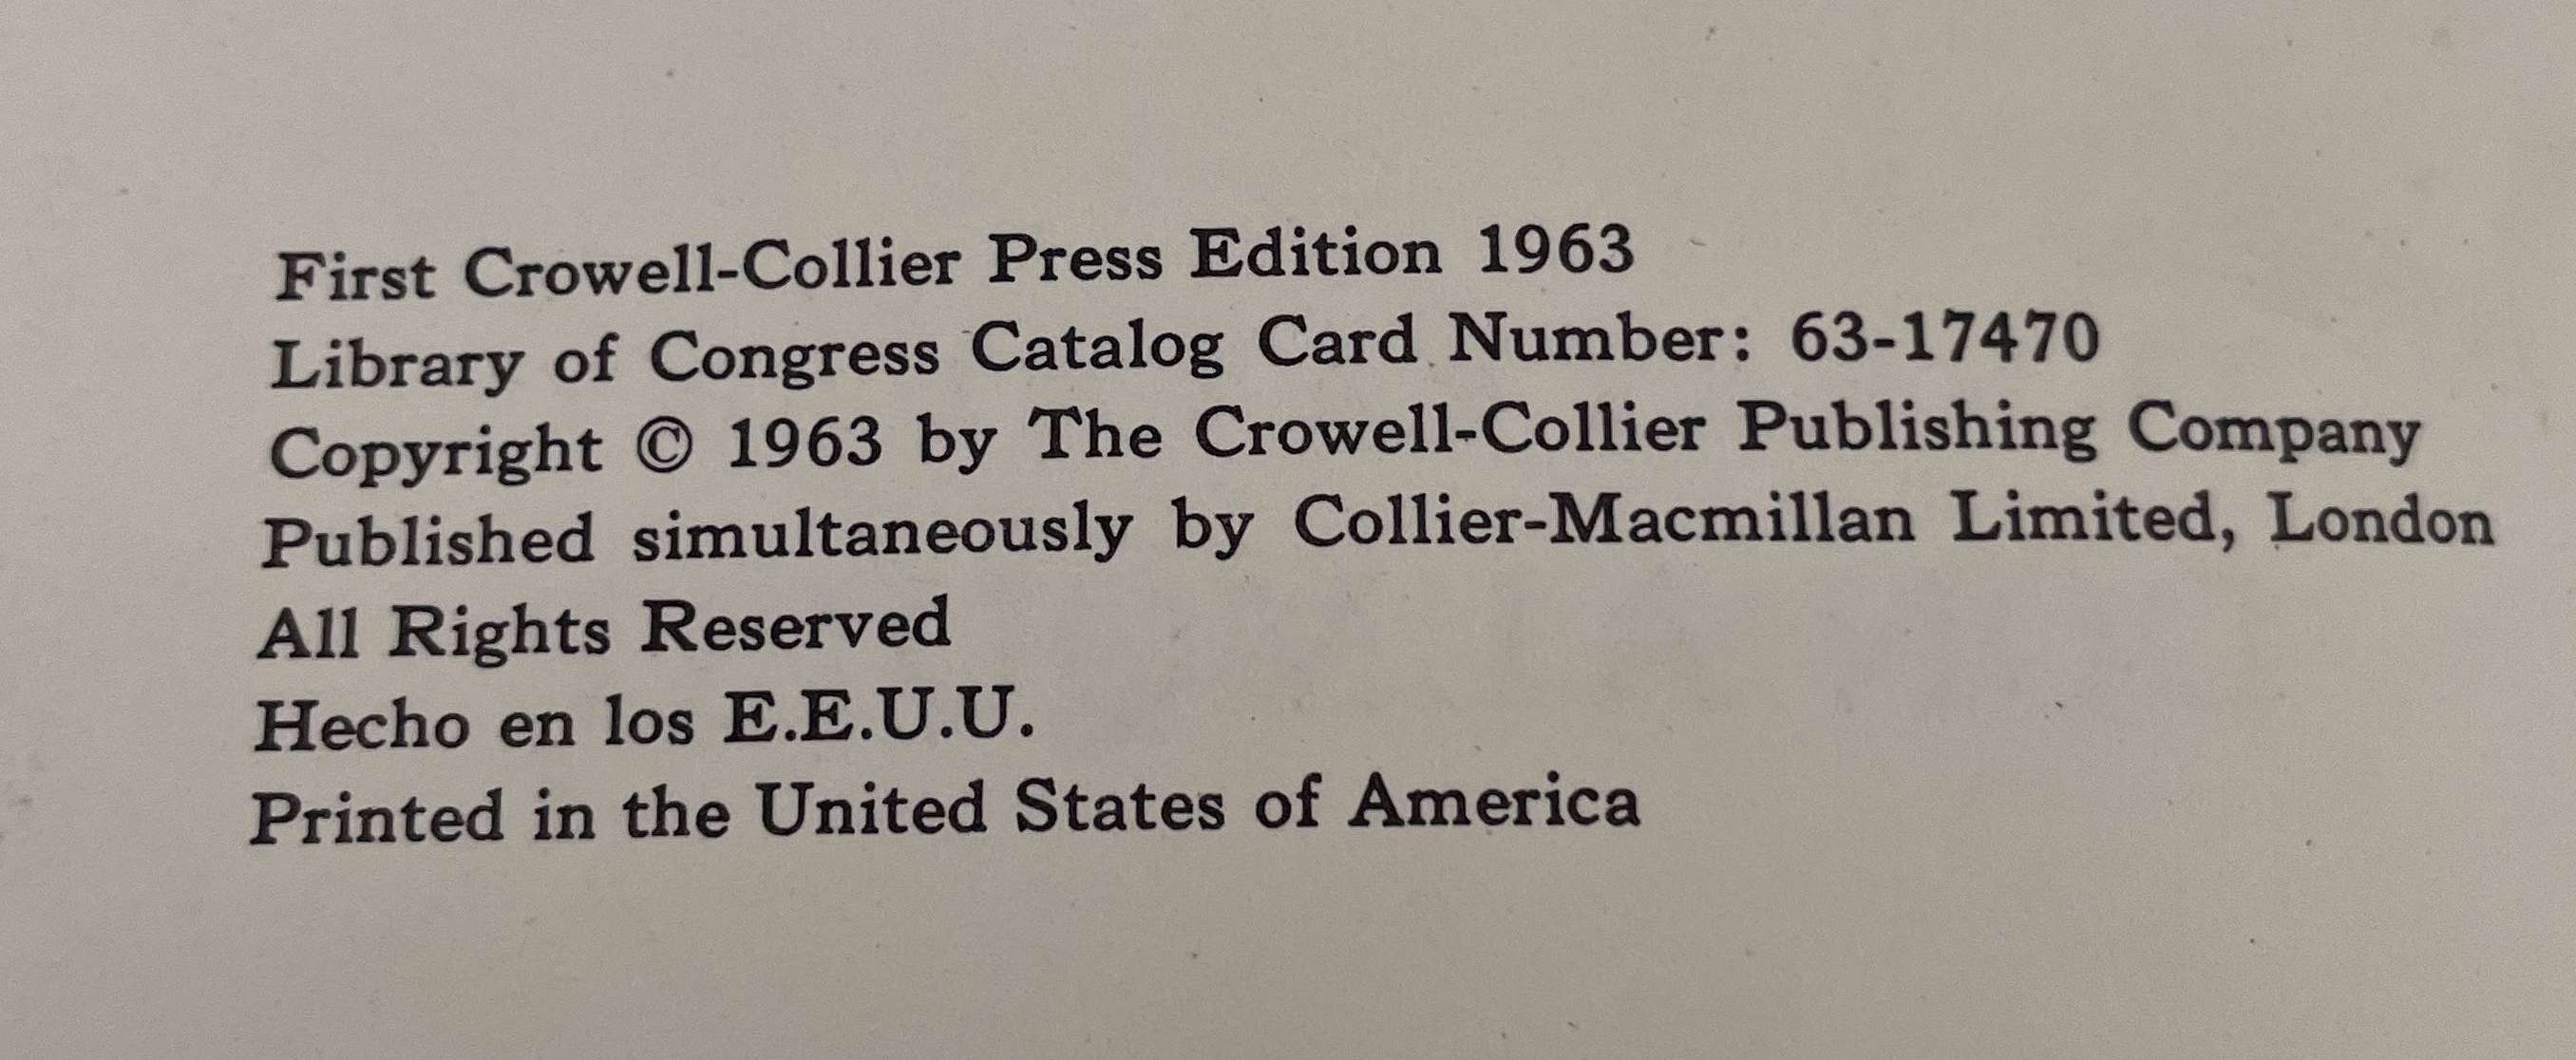 First Crowell-Collier Press Edition 1963
Library of Congress Catalog Card Number: 63-17470
Copyright © 1963 by The Crowell-Collier Publishing Company
Published simultaneously by Collier-Macmillan Limited, London
All Rights Reserved
Hecho en los E.E.U.U.
Printed in the United States of America